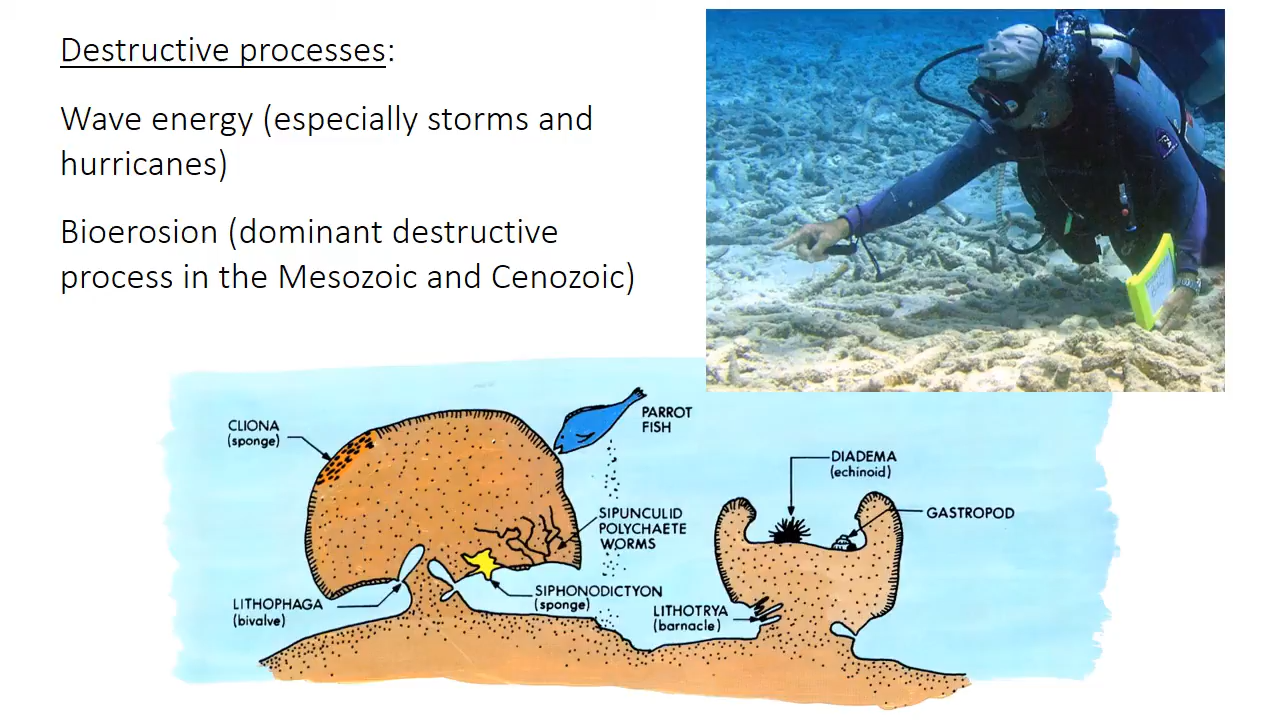 Destructive processes:
Wave energy (especially storms and
hurricanes)
Bioerosion (dominant destructive
process in the Mesozoic and Cenozoic)
CLIONA
(sponge)
PARROT
FISH
DIADEMA
(echinoid)
SIPUNCULID
POLYCHAETE
WORMS
GASTROPOD
LITHOPHAGA
(bivalve)
SIPHONODICTYON
(sponge)
LITHOTRYA
(barnacle)